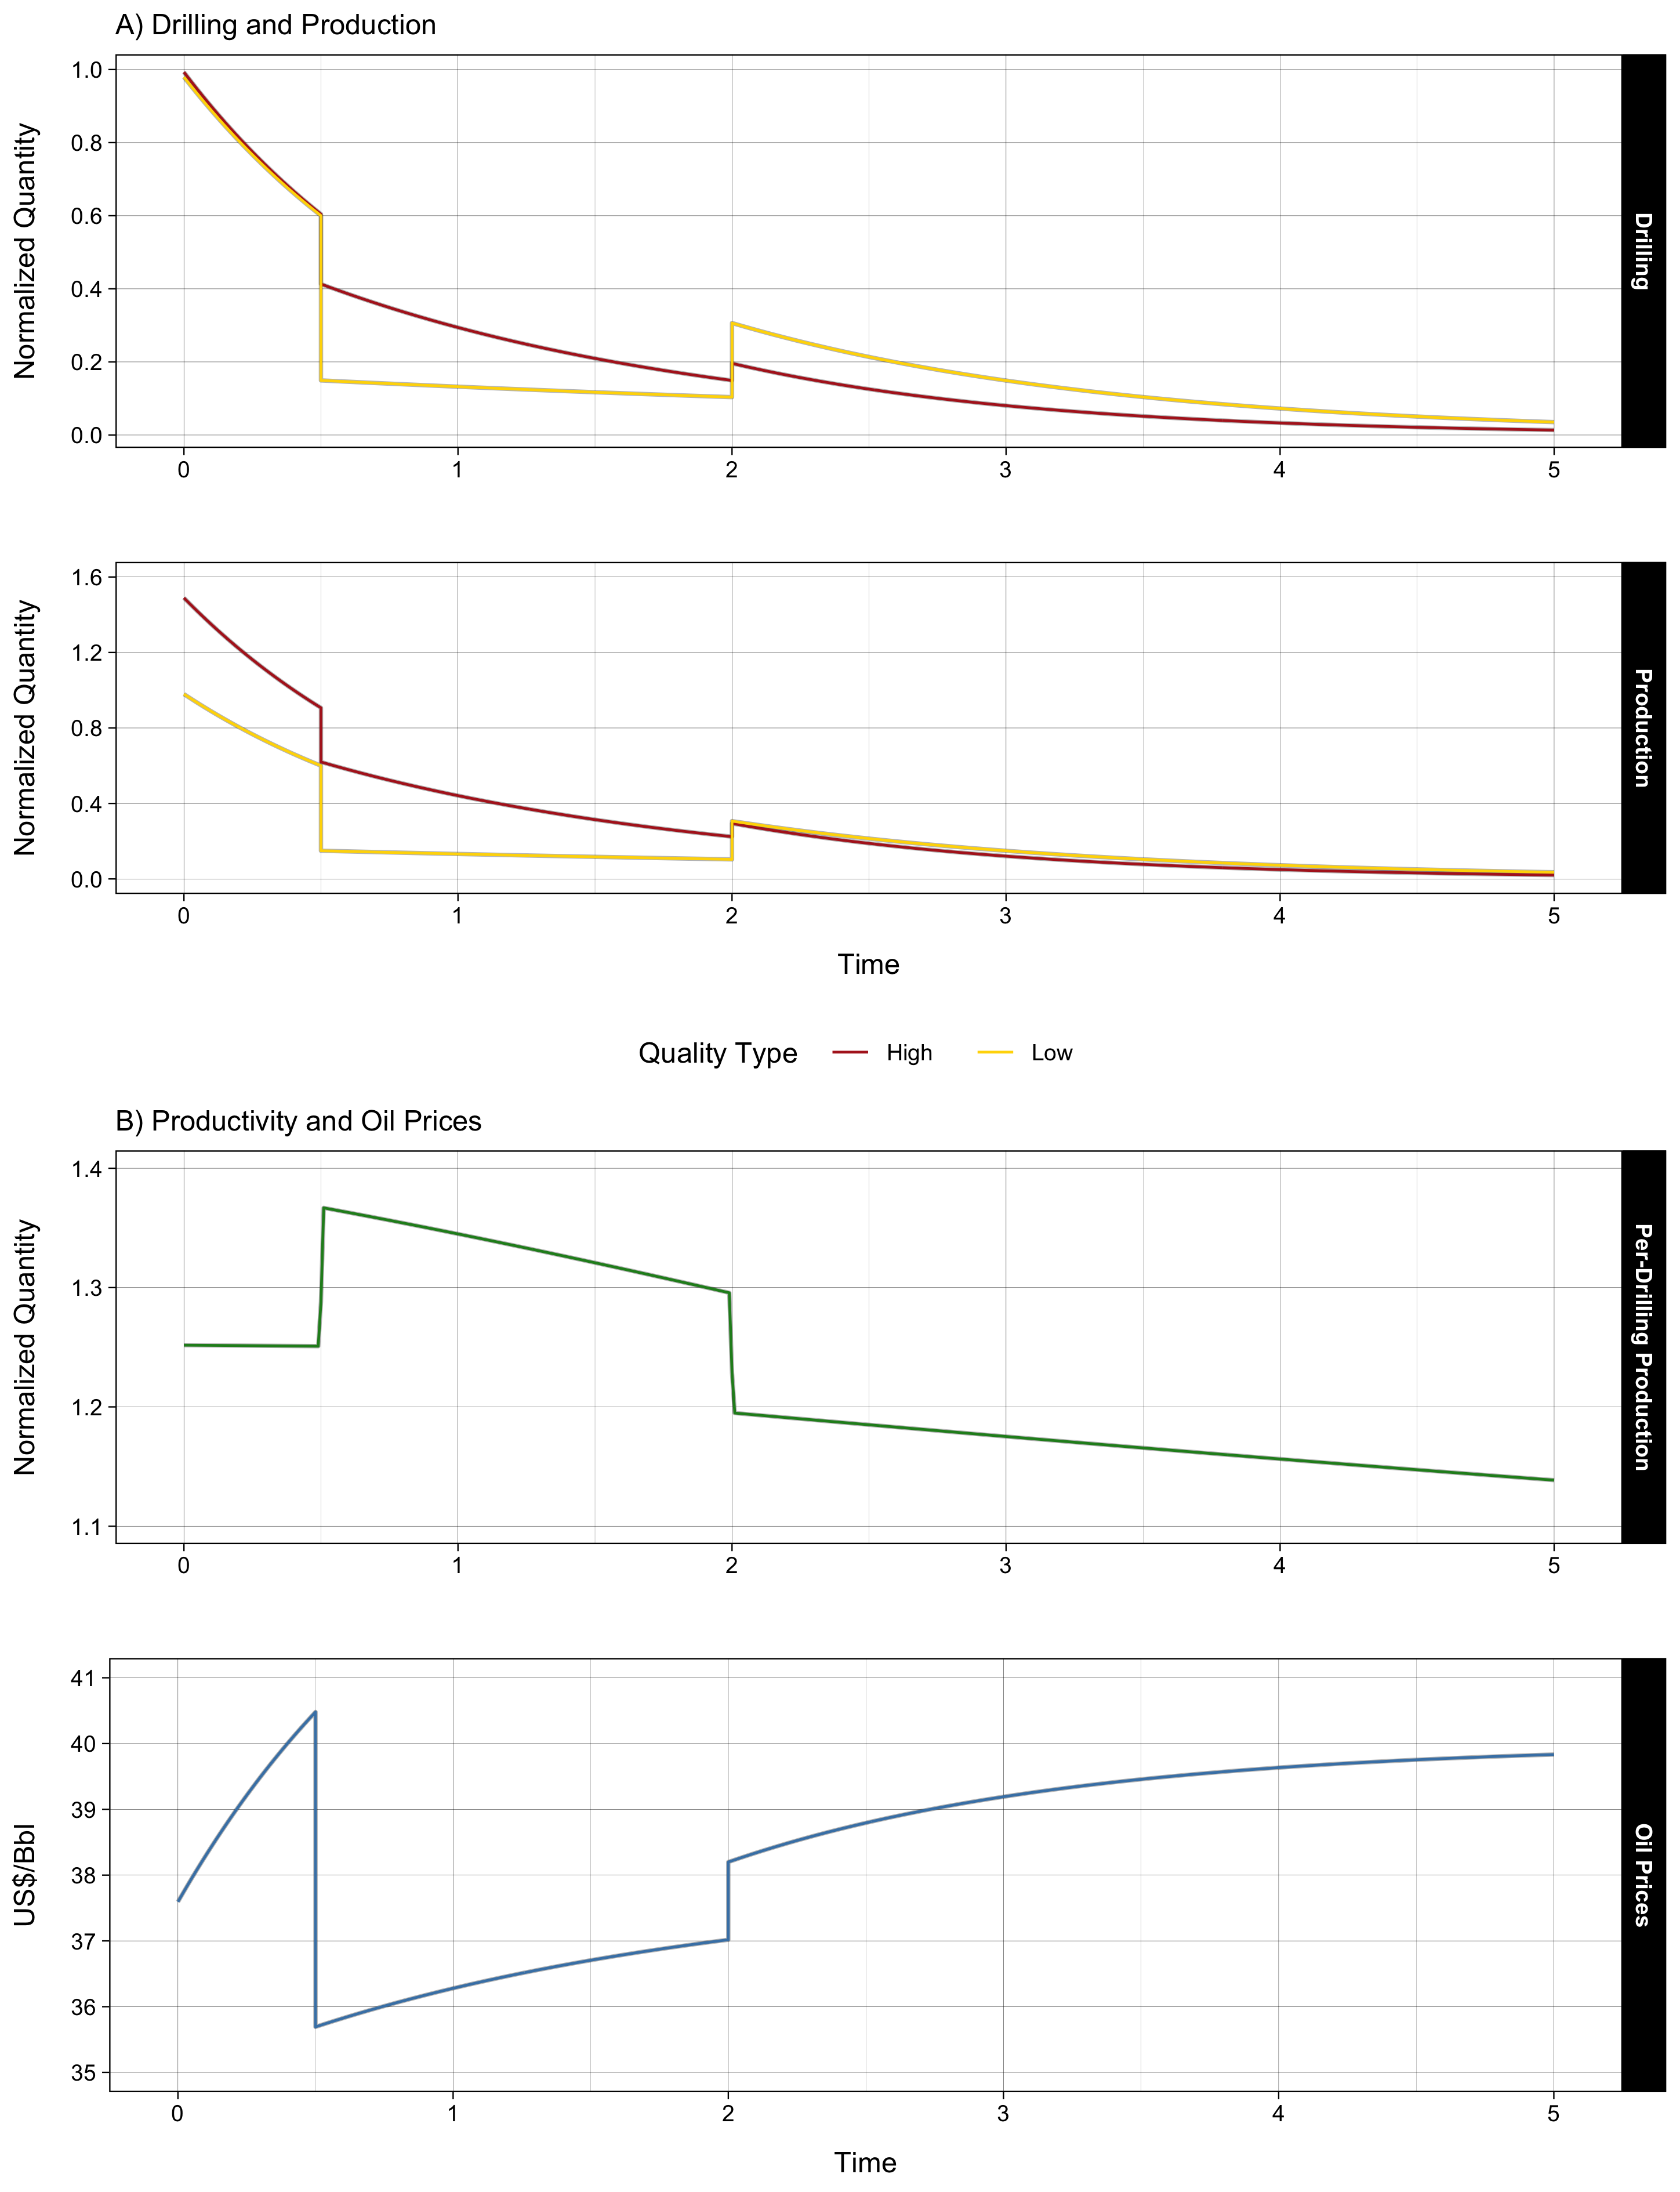 A) Drilling and Production
Normalized Quantity
1.0
0.8
0.6
0.4
0.2
0.0
0 1 2 3 4 5
Drilling
Normalized Quantity
1.6
1.2
0.8
0.4
0.0
0 1 2 3 4 5
Production
Time
Quality Type High Low
B) Productivity and Oil Prices
Normalized Quantity
1.4
1.3
1.2
1.1
0 1 2 3 4 5
Per-Drilling Production
US$/Bbl
41
40
39
38
37
36
35
0 1 2 3 4 5
Oil Prices
Time